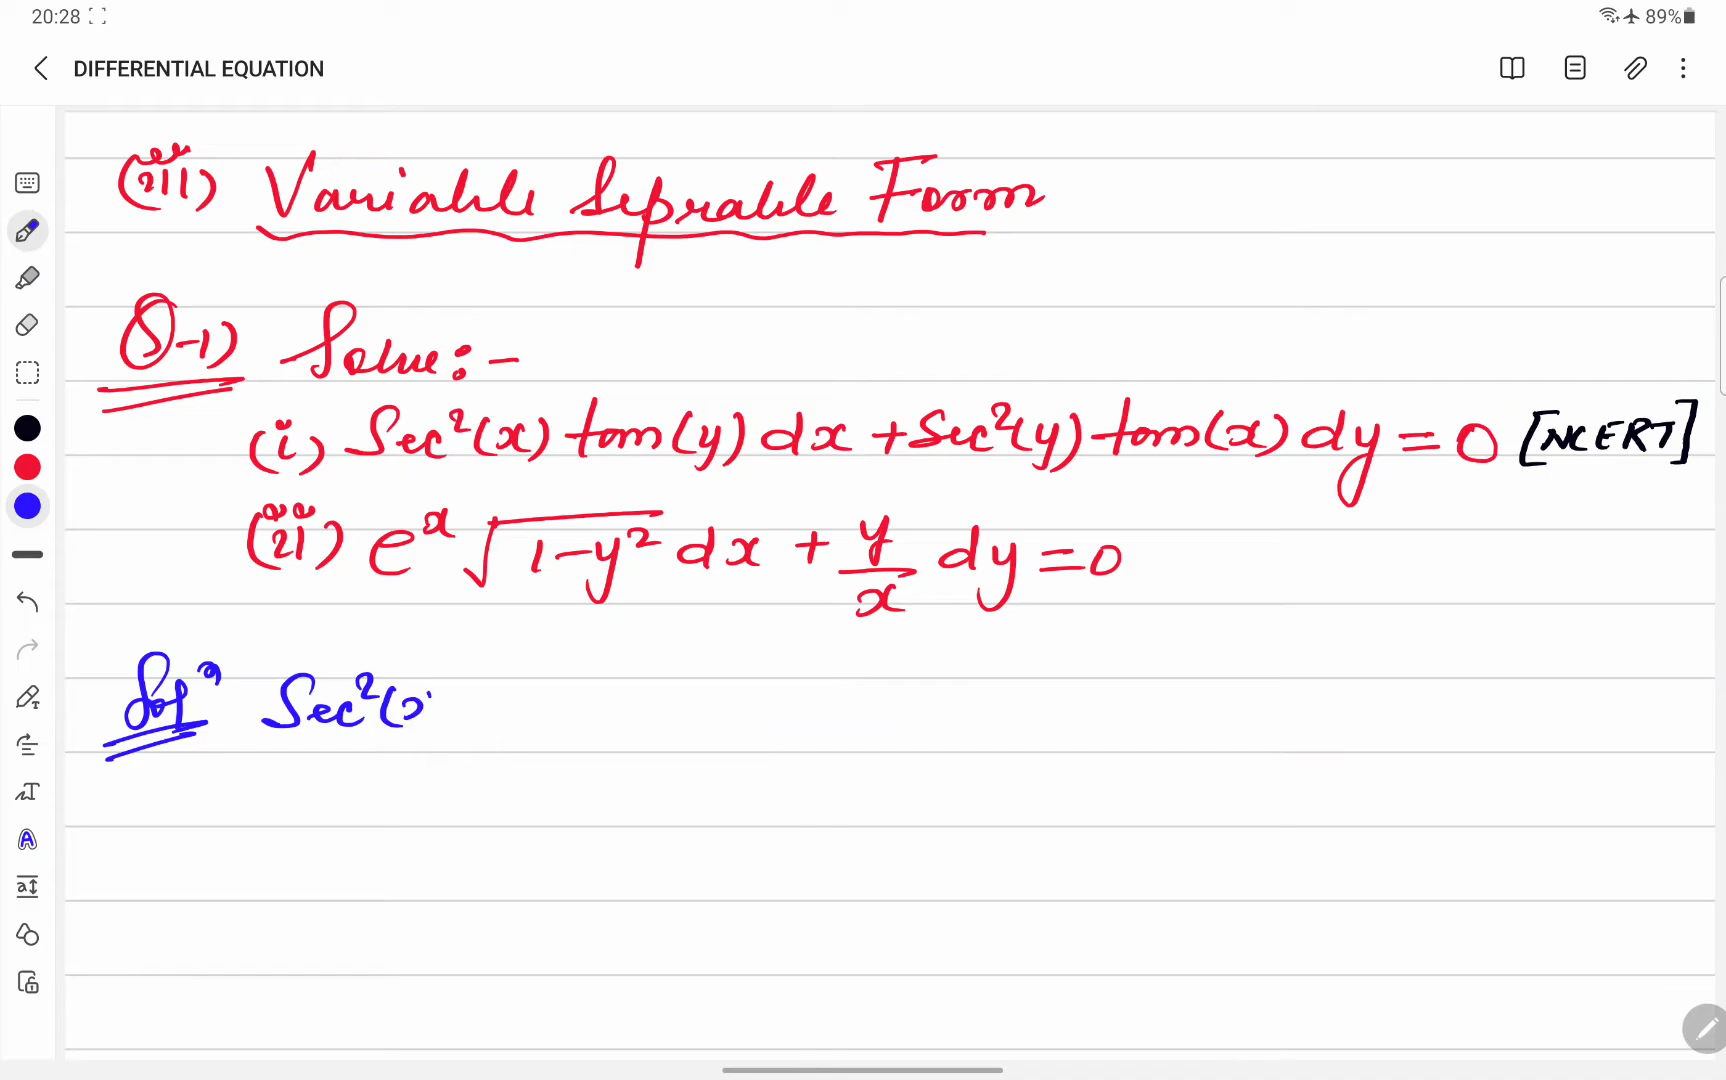 20:28 89%
DIFFERENTIAL EQUATION
(iii) Variable Seprable Form
Q-1) Solve:-
(i) Sec²(x) tan(y) dx + Sec²(y) tan(x) dy = 0 [NCERT]
(ii) e^x √(1-y²) dx + y/x dy = 0
Solⁿ Sec²(